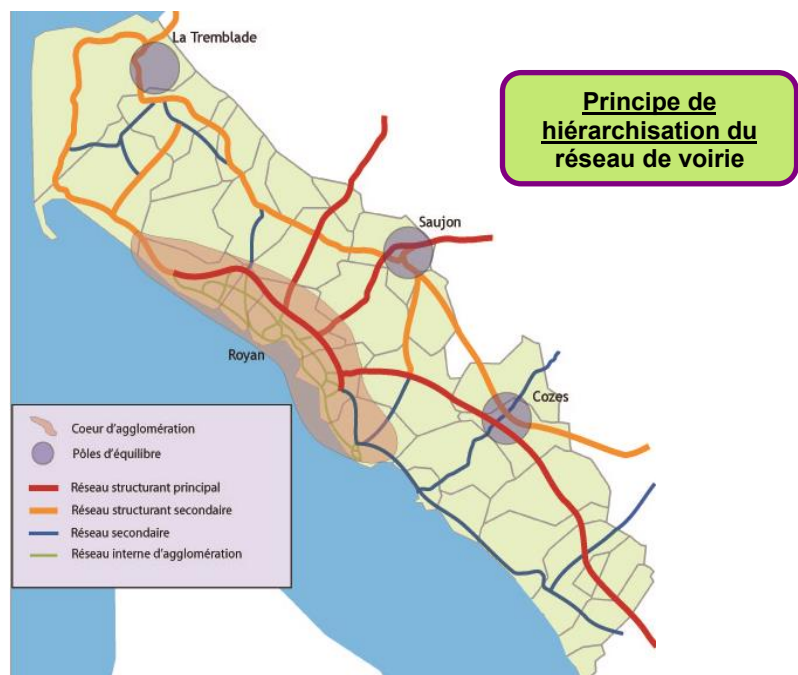 La Tremblade
Principe de
hiérarchisation du
réseau de voirie
Saujon
Royan
Cozes
Coeur d'agglomération
Pôles d'équilibre
Réseau structurant principal
Réseau structurant secondaire
Réseau secondaire
Réseau interne d'agglomération